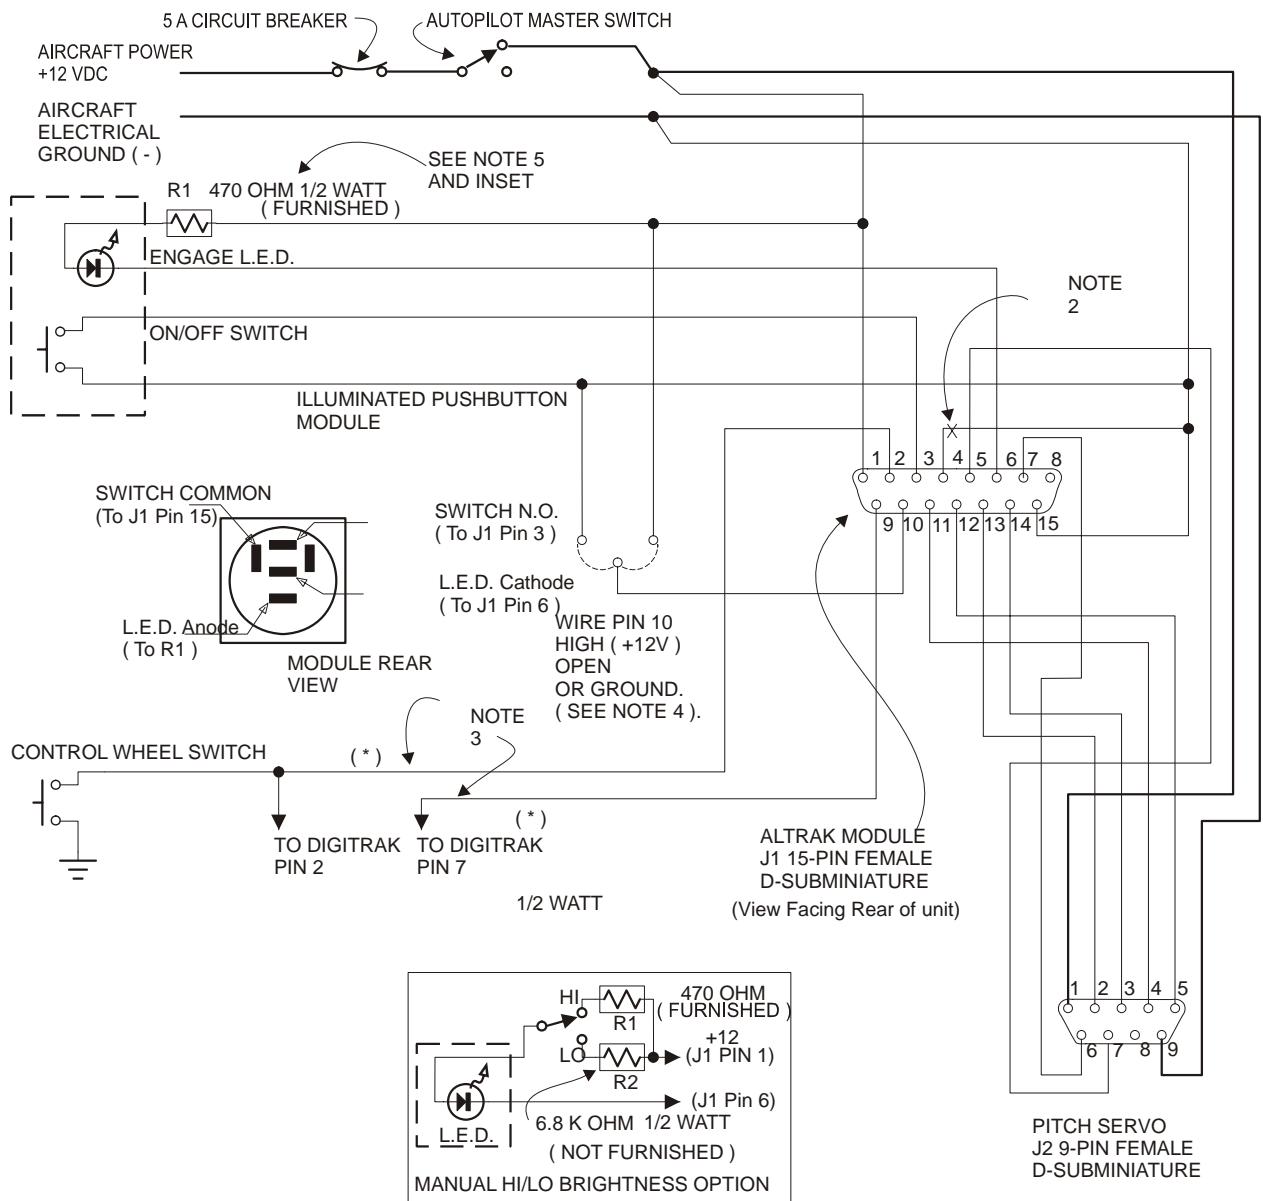 5 A CIRCUIT BREAKER
AUTOPILOT MASTER SWITCH
AIRCRAFT POWER
+12 VDC
AIRCRAFT
ELECTRICAL
GROUND ( - )
SEE NOTE 5
AND INSET
R1 470 OHM 1/2 WATT
( FURNISHED )
ENGAGE L.E.D.
NOTE
2
ON/OFF SWITCH
ILLUMINATED PUSHBUTTON
MODULE
X
1 2 3 4 5 6 7 8
9 10 11 12 13 14 15
SWITCH COMMON
(To J1 Pin 15)
SWITCH N.O.
( To J1 Pin 3 )
L.E.D. Cathode
( To J1 Pin 6 )
L.E.D. Anode
( To R1 )
MODULE REAR
VIEW
WIRE PIN 10
HIGH ( +12V )
OPEN
OR GROUND.
( SEE NOTE 4 ).
NOTE
3
CONTROL WHEEL SWITCH
( * )
( * )
TO DIGITRAK
PIN 2
TO DIGITRAK
PIN 7
ALTRAK MODULE
J1 15-PIN FEMALE
D-SUBMINIATURE
(View Facing Rear of unit)
1/2 WATT
HI
470 OHM
( FURNISHED )
R1
+12
(J1 PIN 1)
LO
R2
(J1 Pin 6)
L.E.D.
6.8 K OHM 1/2 WATT
( NOT FURNISHED )
MANUAL HI/LO BRIGHTNESS OPTION
1 2 3 4 5
6 7 8 9
PITCH SERVO
J2 9-PIN FEMALE
D-SUBMINIATURE